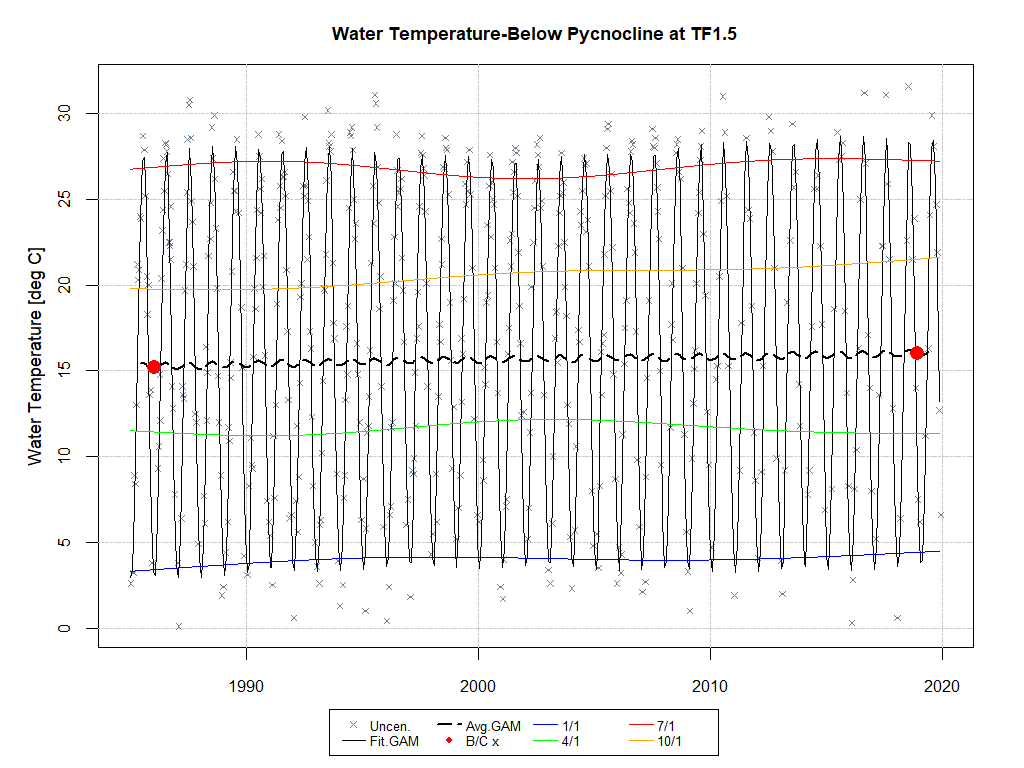 Water Temperature-Below Pycnocline at TF1.5
Water Temperature [deg C]
30
25
20
15
10
5
0
1990 2000 2010 2020
Uncen. Avg.GAM 1/1 7/1
Fit.GAM B/C x 4/1 10/1